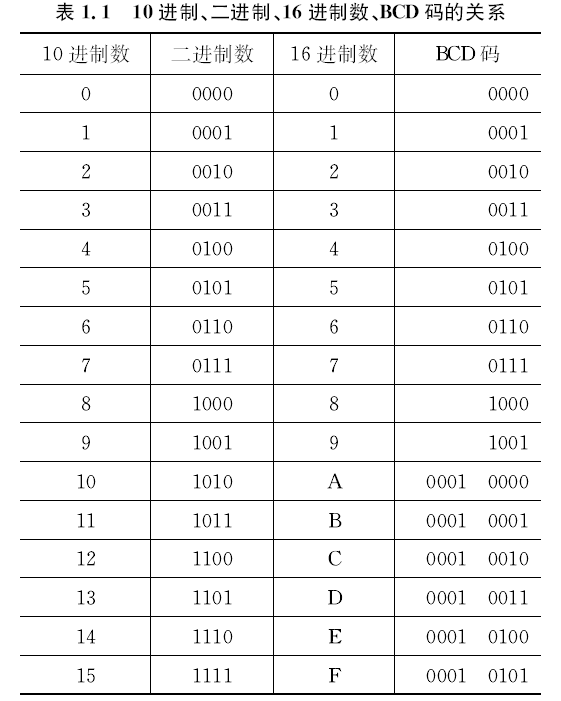 表 1.1 10 进制、二进制、16 进制数、BCD 码的关系
10 进制数 二进制数 16 进制数 BCD 码
0 0000 0 0000
1 0001 1 0001
2 0010 2 0010
3 0011 3 0011
4 0100 4 0100
5 0101 5 0101
6 0110 6 0110
7 0111 7 0111
8 1000 8 1000
9 1001 9 1001
10 1010 A 0001 0000
11 1011 B 0001 0001
12 1100 C 0001 0010
13 1101 D 0001 0011
14 1110 E 0001 0100
15 1111 F 0001 0101